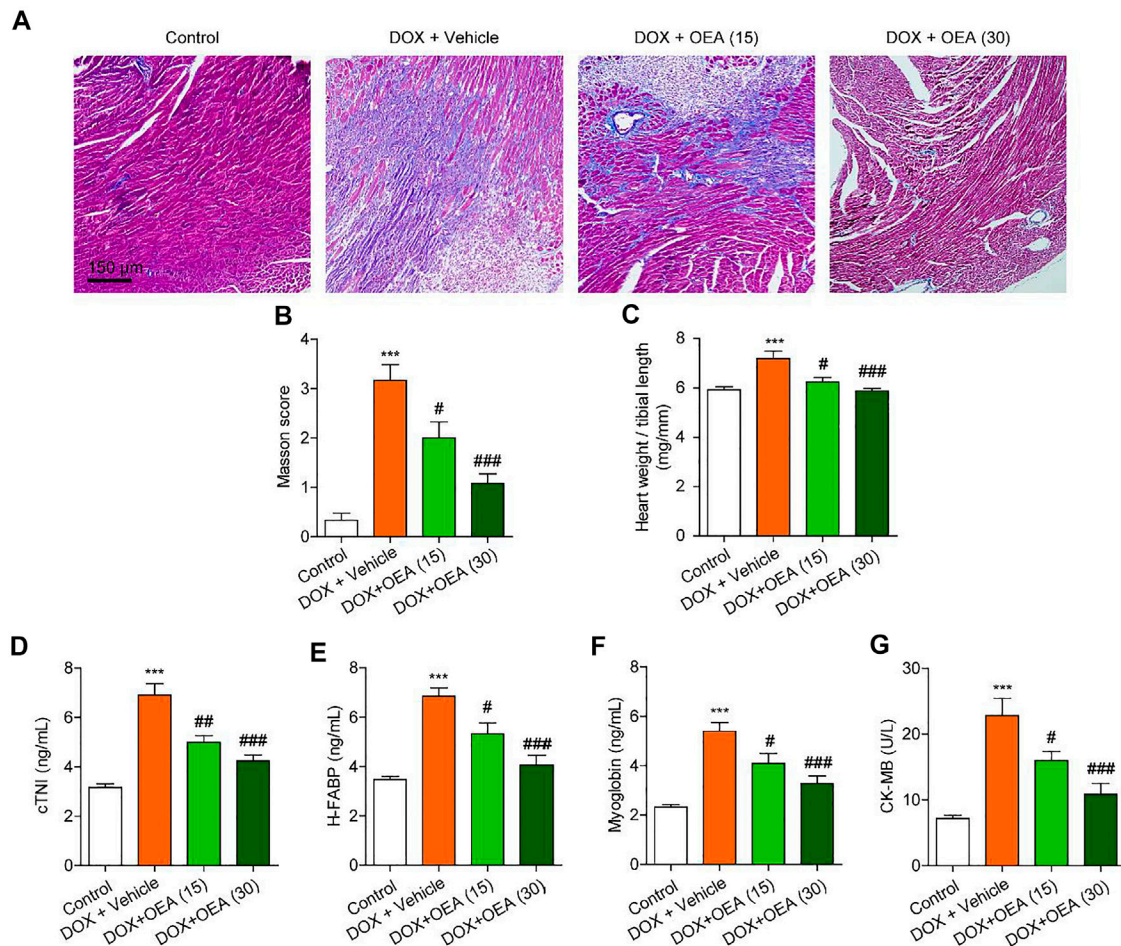 A
Control
DOX + Vehicle
DOX + OEA (15)
DOX + OEA (30)
150 µm
B
Masson score
4
3
2
1
0
***
#
###
Control
DOX + Vehicle
DOX+OEA (15)
DOX+OEA (30)
C
Heart weight / tibial length
(mg/mm)
8
6
4
2
0
***
#
###
Control
DOX + Vehicle
DOX+OEA (15)
DOX+OEA (30)
D
cTNI (ng/mL)
8
6
4
2
0
***
##
###
Control
DOX + Vehicle
DOX+OEA (15)
DOX+OEA (30)
E
H-FABP (ng/mL)
8
6
4
2
0
***
#
###
Control
DOX + Vehicle
DOX+OEA (15)
DOX+OEA (30)
F
Myoglobin (ng/mL)
8
6
4
2
0
***
#
###
Control
DOX + Vehicle
DOX+OEA (15)
DOX+OEA (30)
G
CK-MB (U/L)
30
20
10
0
***
#
###
Control
DOX + Vehicle
DOX+OEA (15)
DOX+OEA (30)